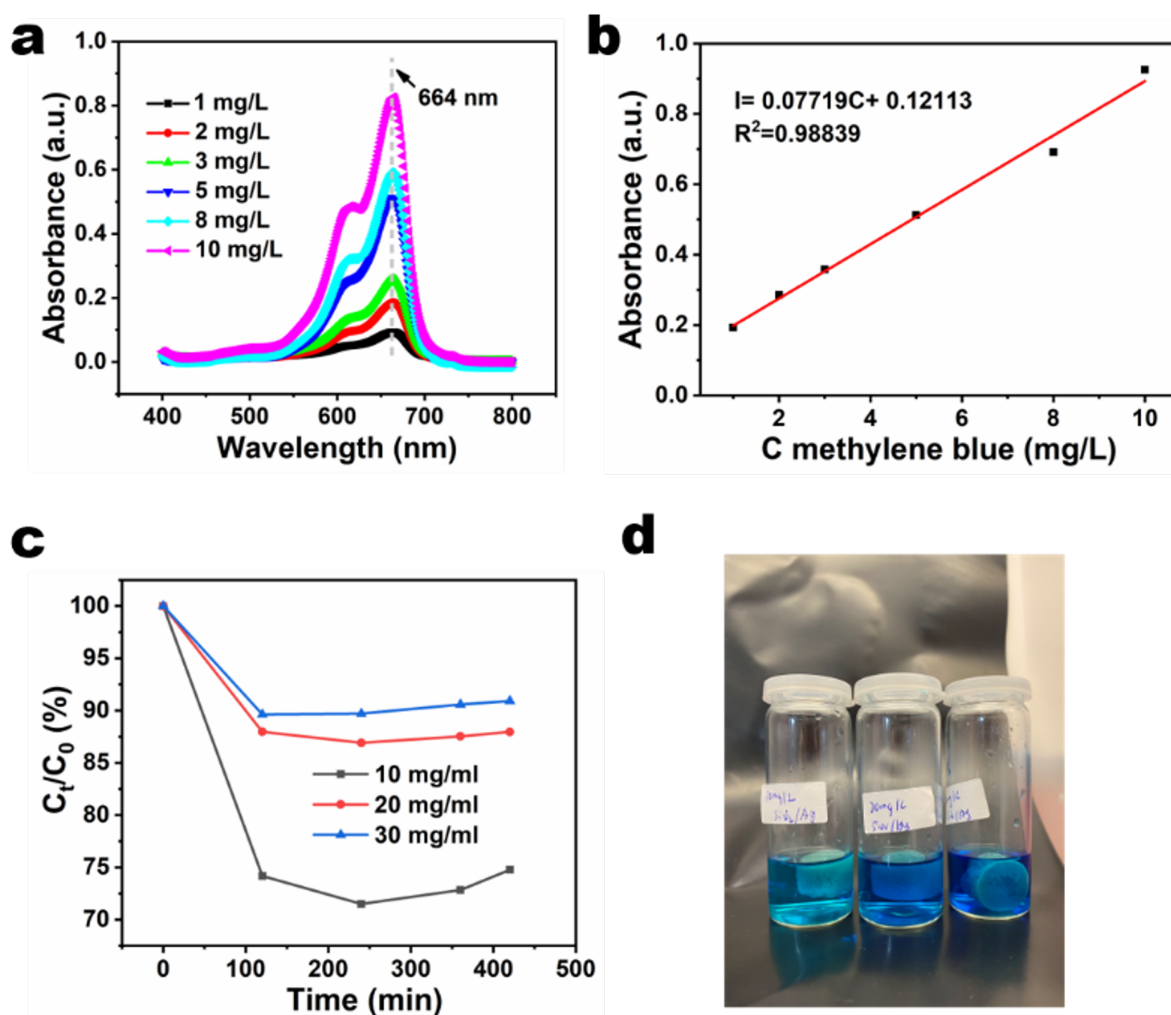 a
1.0
0.8
0.6
0.4
0.2
0.0
Absorbance (a.u.)
1 mg/L
2 mg/L
3 mg/L
5 mg/L
8 mg/L
10 mg/L
664 nm
400 500 600 700 800
Wavelength (nm)
b
1.0
0.8
0.6
0.4
0.2
0.0
Absorbance (a.u.)
I= 0.07719C+ 0.12113
R²=0.98839
2 4 6 8 10
C methylene blue (mg/L)
c
100
95
90
85
80
75
70
Cₜ/C₀ (%)
10 mg/ml
20 mg/ml
30 mg/ml
0 100 200 300 400 500
Time (min)
d
10mg/L
/Ag
mg/L